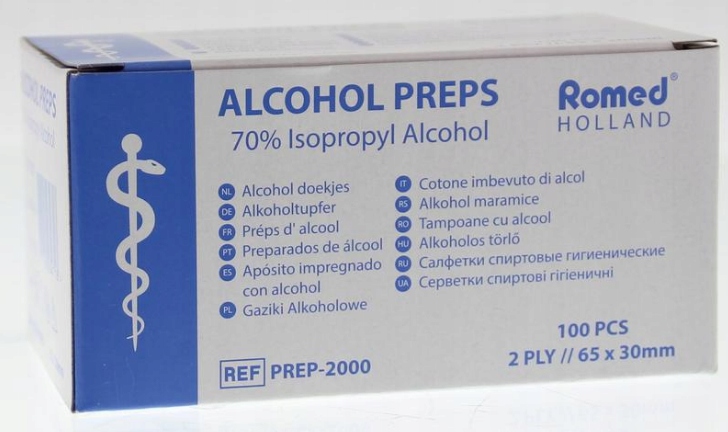 ALCOHOL PREPS
70% Isopropyl Alcohol
Romed®
HOLLAND
NL Alcohol doekjes
DE Alkoholtupfer
FR Préps d' alcool
PT Preparados de álcool
ES Apósito impregnado
con alcohol
PL Gaziki Alkoholowe
IT Cotone imbevuto di alcol
RS Alkohol maramice
RO Tampoane cu alcool
HU Alkoholos törlő
RU Салфетки спиртовые гигиенические
UA Серветки спиртові гігієнічні
REF PREP-2000
100 PCS
2 PLY // 65 x 30mm